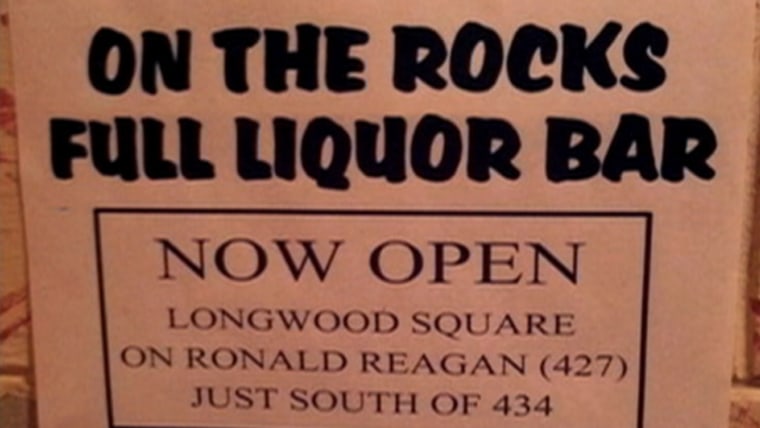 ON THE ROCKS
FULL LIQUOR BAR
NOW OPEN
LONGWOOD SQUARE
ON RONALD REAGAN (427)
JUST SOUTH OF 434